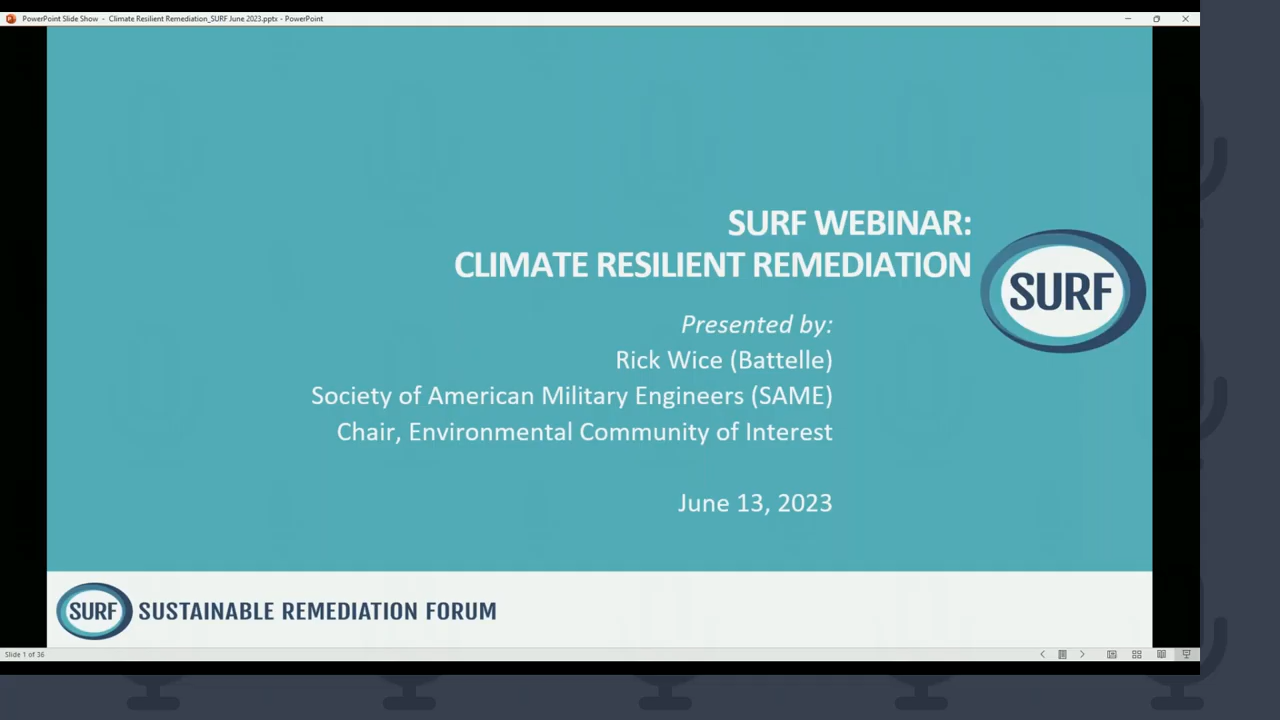 PowerPoint Slide Show - Climate Resilient Remediation_SURF June 2023.pptx - PowerPoint
SURF WEBINAR:
CLIMATE RESILIENT REMEDIATION
SURF
Presented by:
Rick Wice (Battelle)
Society of American Military Engineers (SAME)
Chair, Environmental Community of Interest
June 13, 2023
SURF SUSTAINABLE REMEDIATION FORUM
Slide 1 of 36